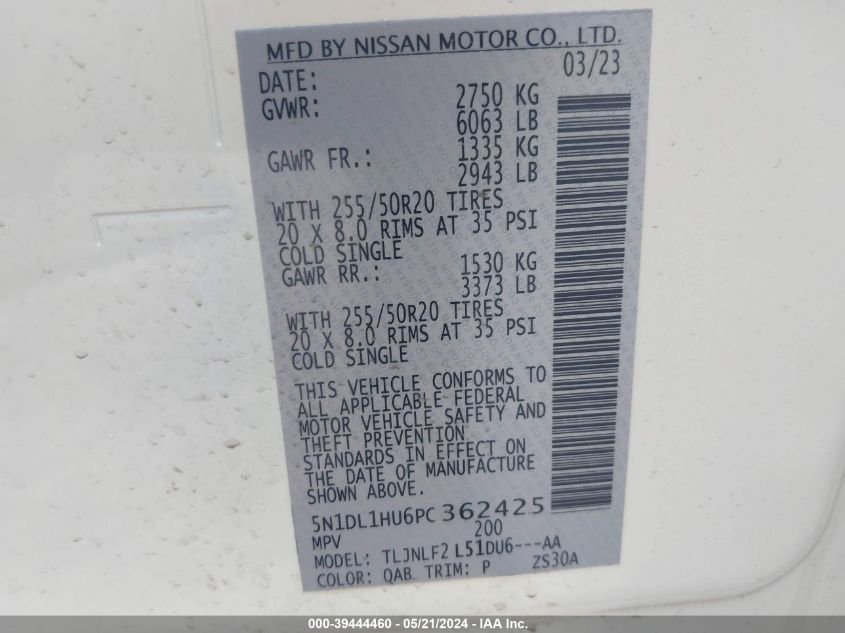 MFD BY NISSAN MOTOR CO., LTD.
DATE: 03/23
GVWR: 2750 KG
6063 LB
GAWR FR.: 1335 KG
2943 LB
WITH 255/50R20 TIRES
20 X 8.0 RIMS AT 35 PSI
COLD SINGLE
GAWR RR.: 1530 KG
3373 LB
WITH 255/50R20 TIRES
20 X 8.0 RIMS AT 35 PSI
COLD SINGLE
THIS VEHICLE CONFORMS TO
ALL APPLICABLE FEDERAL
MOTOR VEHICLE SAFETY AND
THEFT PREVENTION
STANDARDS IN EFFECT ON
THE DATE OF MANUFACTURE
SHOWN ABOVE.
5N1DL1HU6PC362425
MPV 200
MODEL: TLJNLF2 L51DU6---AA
COLOR: QAB TRIM: P ZS30A
000-39444460 - 05/21/2024 - IAA Inc.